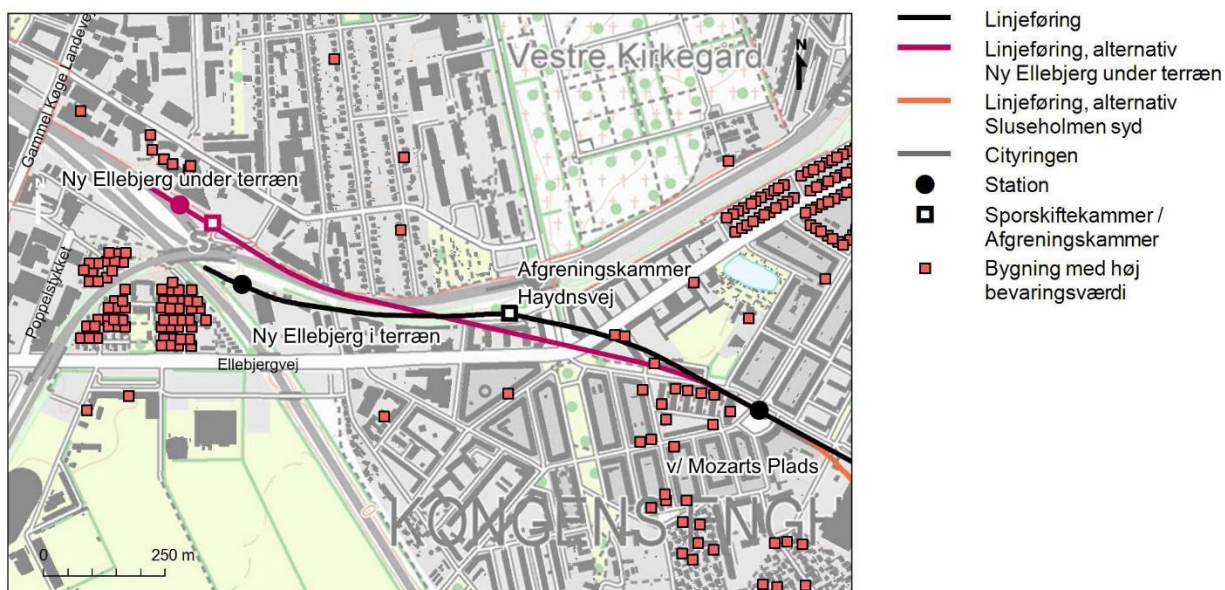 Vestre Kirkegård
N
Gammel Køge Landevej
Ny Ellebjerg under terræn
S
Poppelstykket
Afgreningskammer
Haydnsvej
Ny Ellebjerg i terræn
Ellebjergvej
v/ Mozarts Plads
KONGENS ENGH
0 250 m
Linjeføring
Linjeføring, alternativ
Ny Ellebjerg under terræn
Linjeføring, alternativ
Sluseholmen syd
Cityringen
Station
Sporskiftekammer /
Afgreningskammer
Bygning med høj
bevaringsværdi